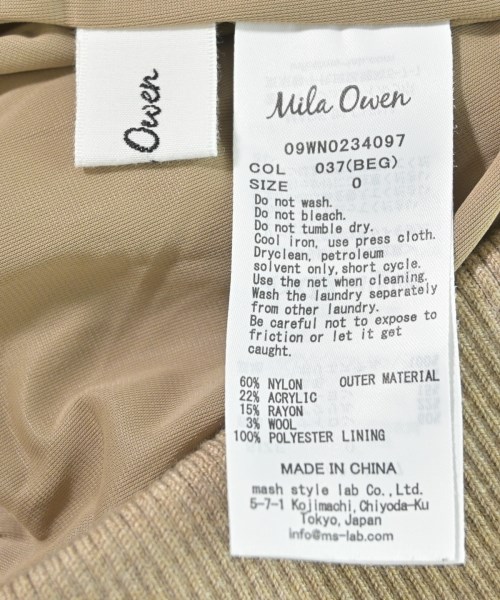 Owen
Mila Owen
09WN0234097
COL 037(BEG)
SIZE 0
Do not wash.
Do not bleach.
Do not tumble dry.
Cool iron, use press cloth.
Dryclean, petroleum
solvent only, short cycle.
Use the net when cleaning.
Wash the laundry separately
from other laundry.
Be careful not to expose to
friction or let it get
caught.
60% NYLON OUTER MATERIAL
22% ACRYLIC
15% RAYON
3% WOOL
100% POLYESTER LINING
MADE IN CHINA
mash style lab Co., Ltd.
5-7-1 Kojimachi, Chiyoda-Ku
Tokyo, Japan
info@ms-lab.com